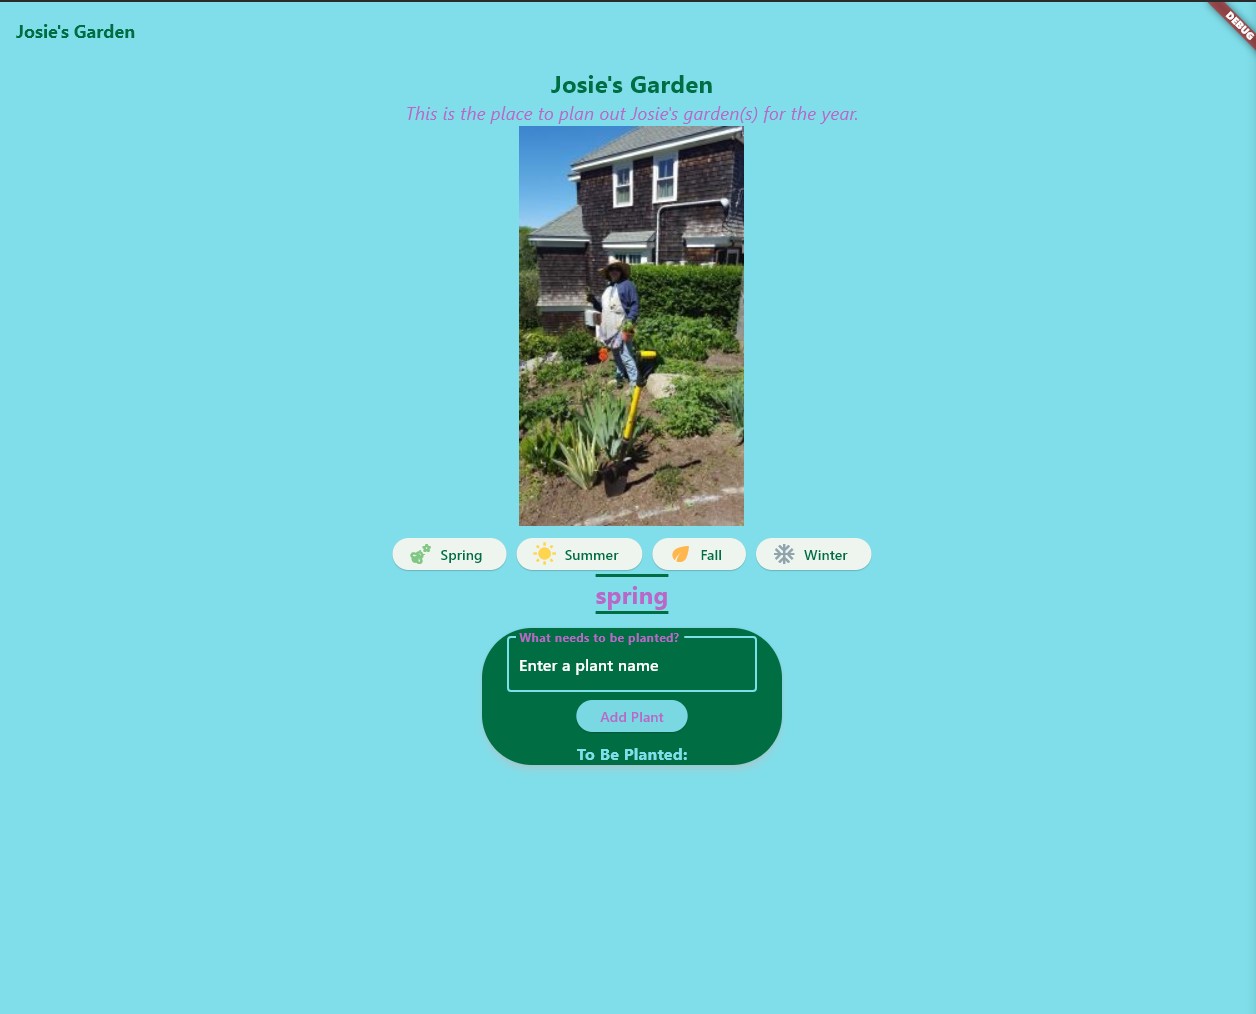 Josie's Garden
DEBUG
Josie's Garden
This is the place to plan out Josie's garden(s) for the year.
Spring Summer Fall Winter
spring
What needs to be planted?
Enter a plant name
Add Plant
To Be Planted: